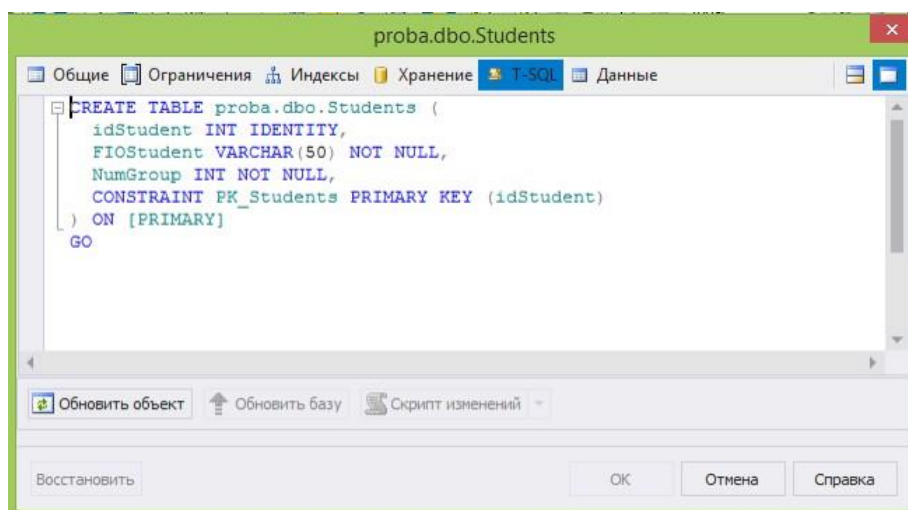 proba.dbo.Students
Общие Ограничения Индексы Хранение T-SQL Данные
CREATE TABLE proba.dbo.Students (
idStudent INT IDENTITY,
FIOStudent VARCHAR(50) NOT NULL,
NumGroup INT NOT NULL,
CONSTRAINT PK_Students PRIMARY KEY (idStudent)
) ON [PRIMARY]
GO
Обновить объект Обновить базу Скрипт изменений
Восстановить OK Отмена Справка